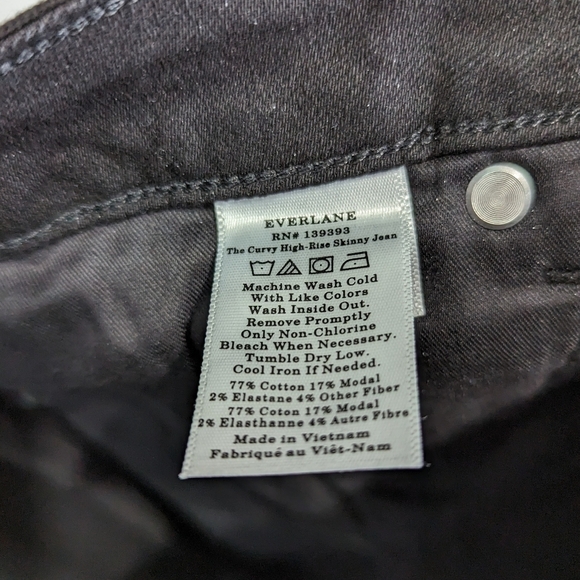 EVERLANE
RN# 139393
The Curvy High-Rise Skinny Jean
Machine Wash Cold
With Like Colors
Wash Inside Out.
Remove Promptly
Only Non-Chlorine
Bleach When Necessary.
Tumble Dry Low.
Cool Iron If Needed.
77% Cotton 17% Modal
2% Elastane 4% Other Fiber
77% Coton 17% Modal
2% Elasthanne 4% Autre Fibre
Made in Vietnam
Fabriqué au Viêt-Nam